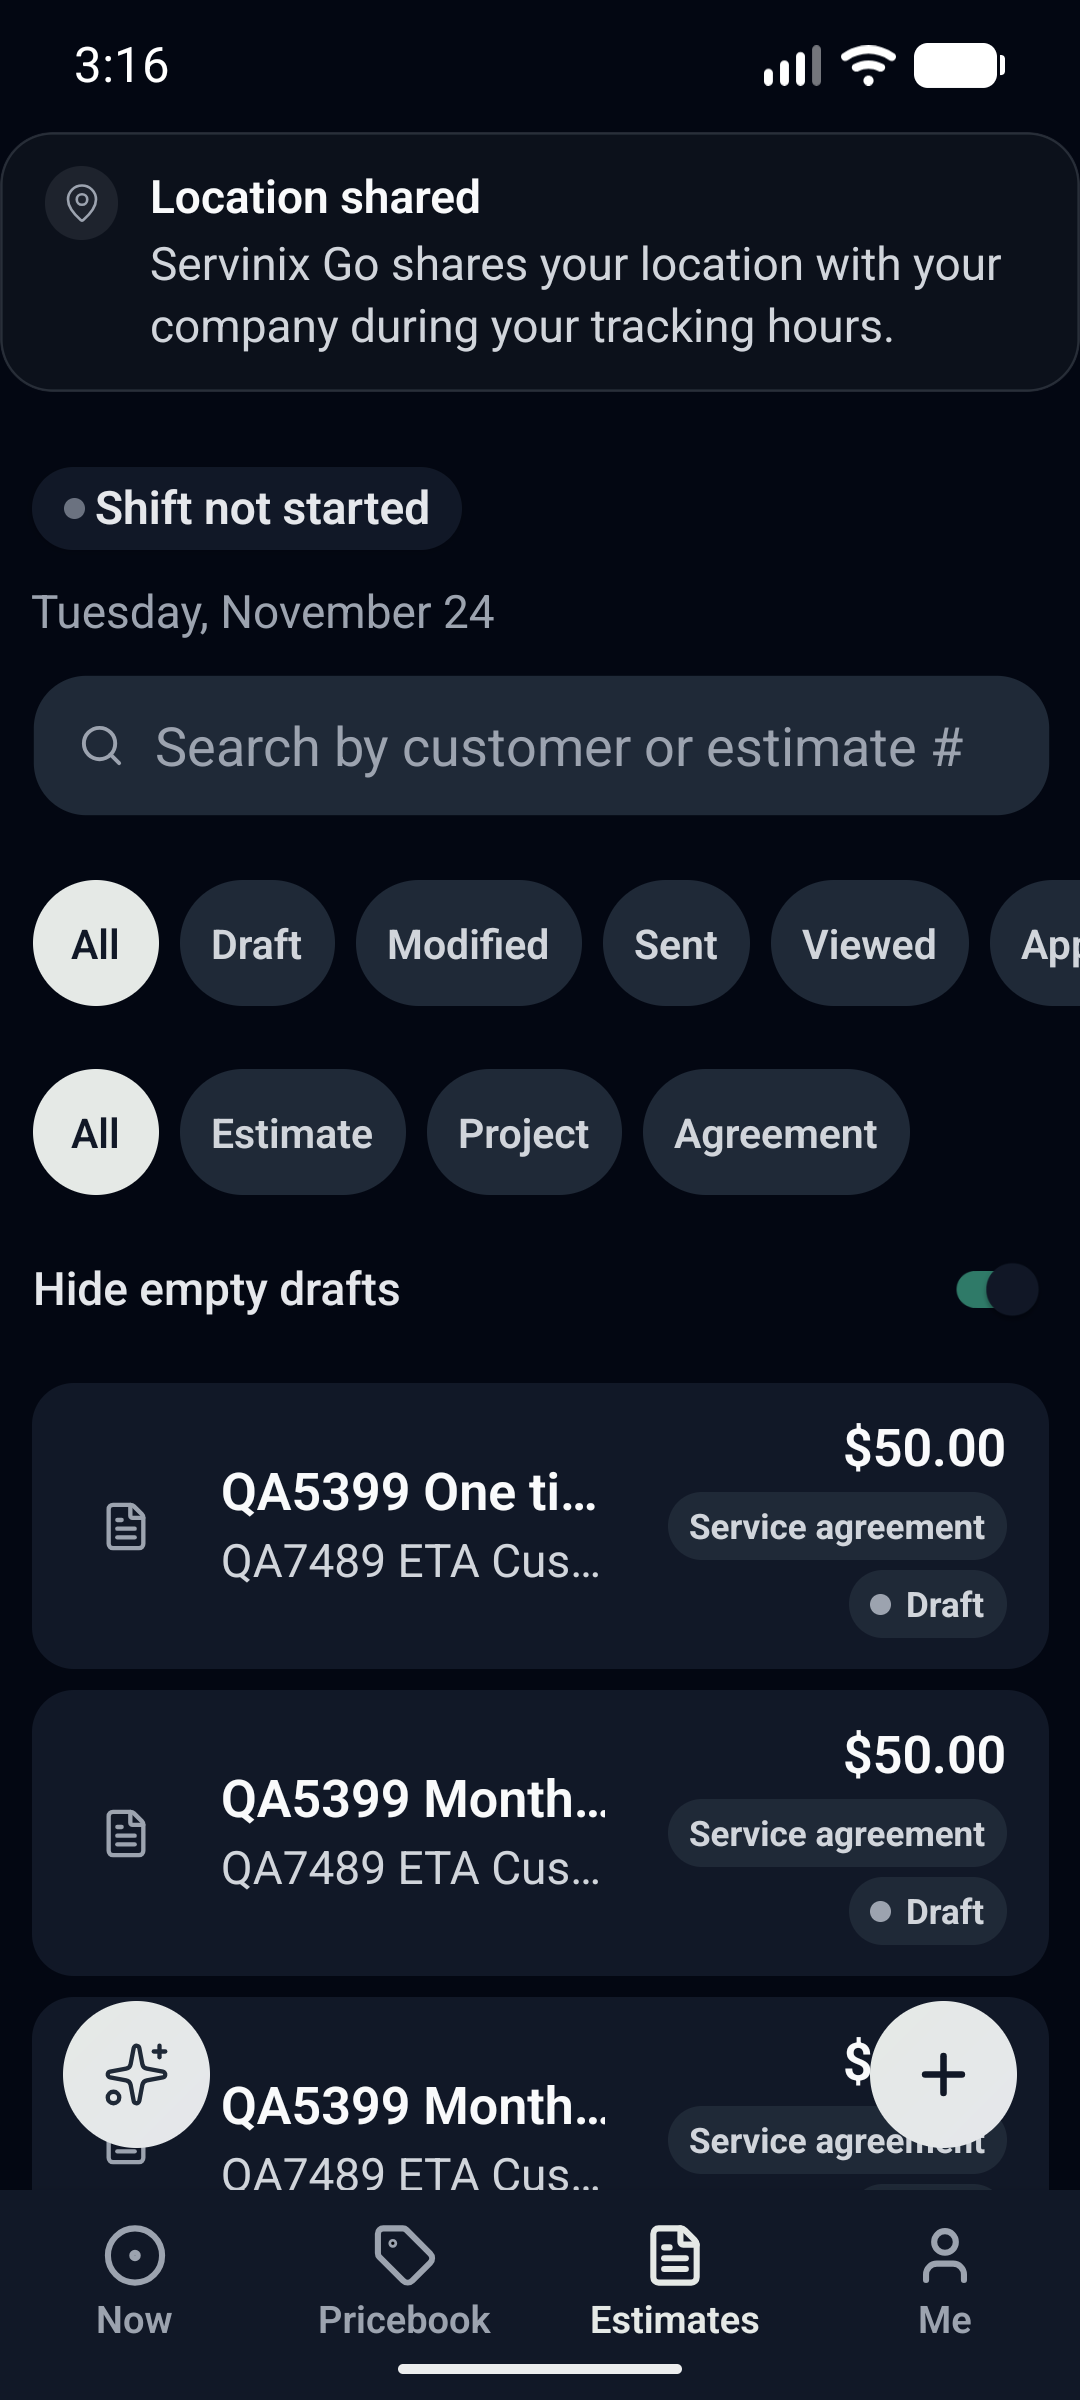 3:16
Location shared
Servinix Go shares your location with your
company during your tracking hours.
Shift not started
Tuesday, November 24
Search by customer or estimate #
All Draft Modified Sent Viewed App
All Estimate Project Agreement
Hide empty drafts
$50.00
QA5399 One ti...
Service agreement
QA7489 ETA Cus...
Draft
$50.00
QA5399 Month...
Service agreement
QA7489 ETA Cus...
Draft
$
QA5399 Month...
Service agreement
QA7489 ETA Cus...
Now Pricebook Estimates Me